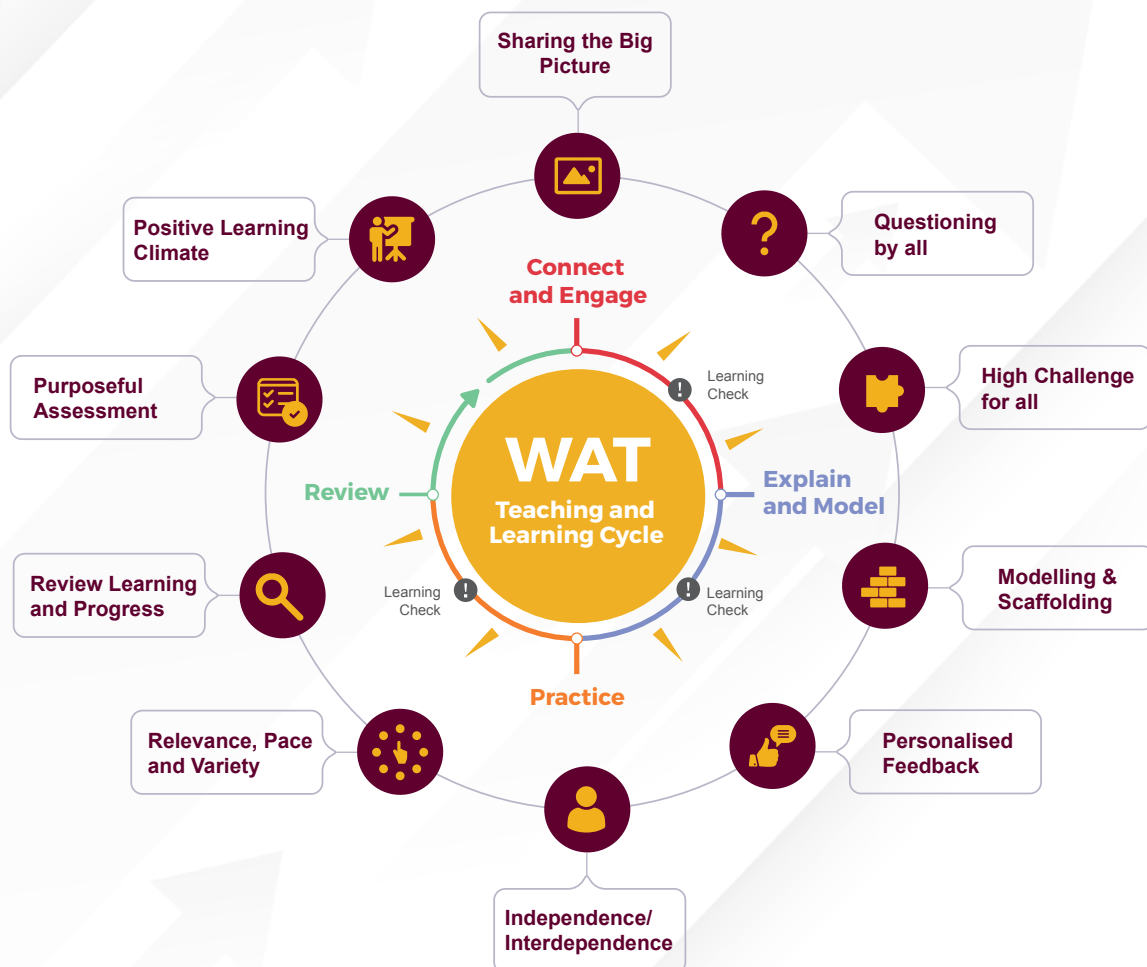 Sharing the Big
Picture
Positive Learning
Climate
Questioning
by all
Connect
and Engage
Purposeful
Assessment
Learning
Check
High Challenge
for all
WAT
Teaching and
Learning Cycle
Review
Explain
and Model
Review Learning
and Progress
Learning
Check
Learning
Check
Modelling &
Scaffolding
Practice
Relevance, Pace
and Variety
Personalised
Feedback
Independence/
Interdependence